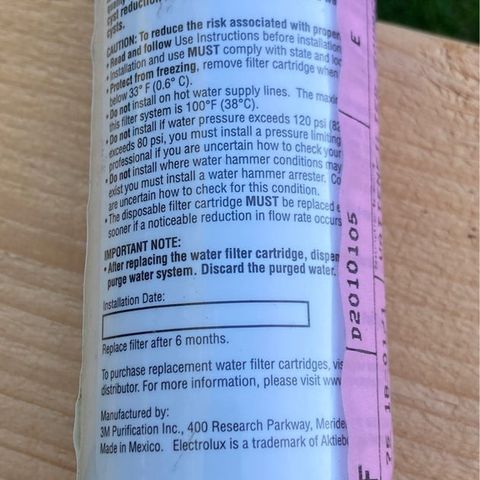 cyst reduction
cysts.
CAUTION: To reduce the risk associated with
• Read and follow Use Instructions before installation
• Installation and use MUST comply with state and
• Protect from freezing, remove filter cartridge when
below 33° F (0.6° C).
• Do not install on hot water supply lines. The
this filter system is 100°F (38°C).
• Do not install if water pressure exceeds 120 psi
exceeds 80 psi, you must install a pressure limiting
professional if you are uncertain how to check your
• Do not install where water hammer conditions may
exist you must install a water hammer arrester.
are uncertain how to check for this condition.
• The disposable filter cartridge MUST be replaced
sooner if a noticeable reduction in flow rate occurs
IMPORTANT NOTE:
• After replacing the water filter cartridge,
purge water system. Discard the purged water.
Installation Date:
Replace filter after 6 months.
To purchase replacement water filter cartridges,
distributor. For more information, please visit
Manufactured by:
3M Purification Inc., 400 Research Parkway,
Made in Mexico. Electrolux is a trademark of
D2010105
E